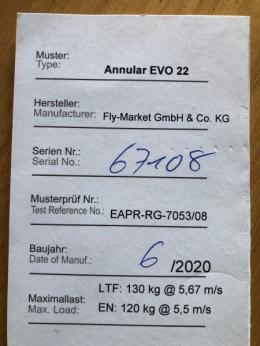 Muster:
Type: Annular EVO 22
Hersteller:
Manufacturer: Fly-Market GmbH & Co. KG
Serien Nr.:
Serial No.: 67108
Musterprüf Nr.:
Test Reference No.: EAPR-RG-7053/08
Baujahr:
Date of Manuf.: 6 /2020
LTF: 130 kg @ 5,67 m/s
Maximallast:
Max. Load: EN: 120 kg @ 5,5 m/s